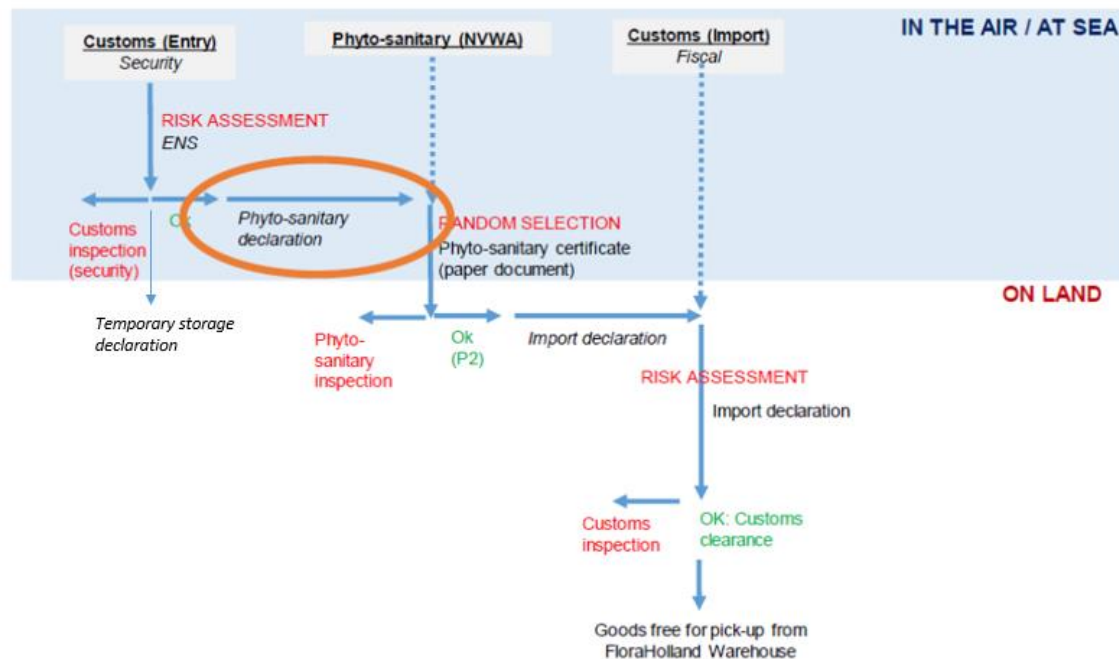 IN THE AIR / AT SEA
Customs (Entry)
Security
Phyto-sanitary (NVWA)
Customs (Import)
Fiscal
RISK ASSESSMENT
ENS
Ok
Phyto-sanitary
declaration
Customs
inspection
(security)
RANDOM SELECTION
Phyto-sanitary certificate
(paper document)
ON LAND
Temporary storage
declaration
Phyto-
sanitary
inspection
Ok
(P2)
Import declaration
RISK ASSESSMENT
Import declaration
Customs
inspection
OK: Customs
clearance
Goods free for pick-up from
FloraHolland Warehouse